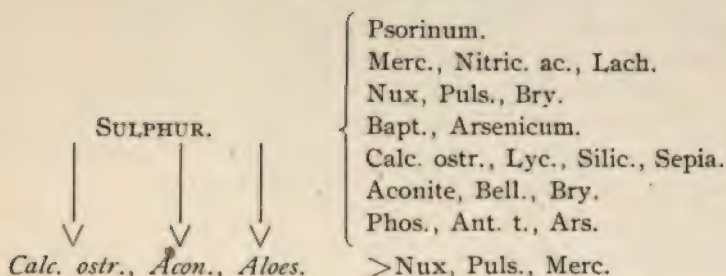 Psorinum.
Merc., Nitric. ac., Lach.
Nux, Puls., Bry.
SULPHUR.
Bapt., Arsenicum.
Calc. ostr., Lyc., Silic., Sepia.
Aconite, Bell., Bry.
Phos., Ant. t., Ars.
Calc. ostr., Acon., Aloes. >Nux, Puls., Merc.